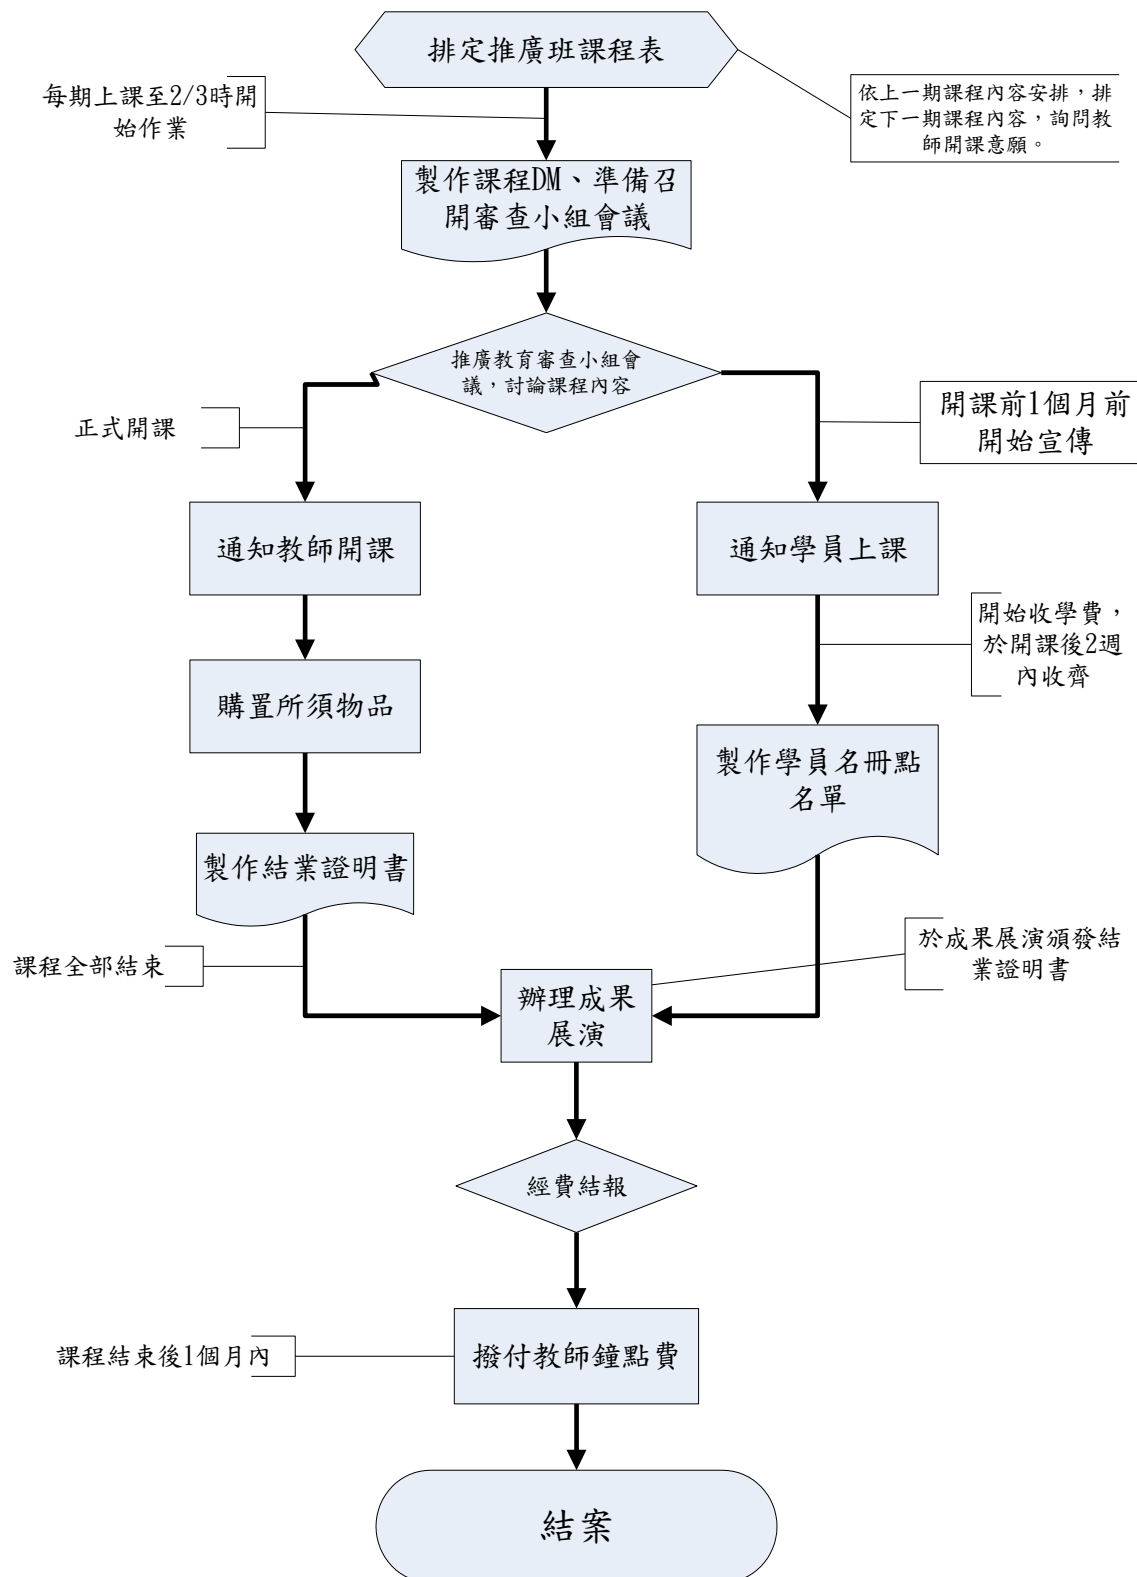 排定推廣班課程表
每期上課至2/3時開
始作業
依上一期課程內容安排，排
定下一期課程內容，詢問教
師開課意願。
製作課程DM、準備召
開審查小組會議
推廣教育審查小組會
議，討論課程內容
正式開課
開課前1個月前
開始宣傳
通知教師開課
通知學員上課
開始收學費，
於開課後2週
內收齊
購置所須物品
製作學員名冊點
名單
製作結業證明書
課程全部結束
於成果展演頒發結
業證明書
辦理成果
展演
經費結報
課程結束後1個月內
撥付教師鐘點費
結案